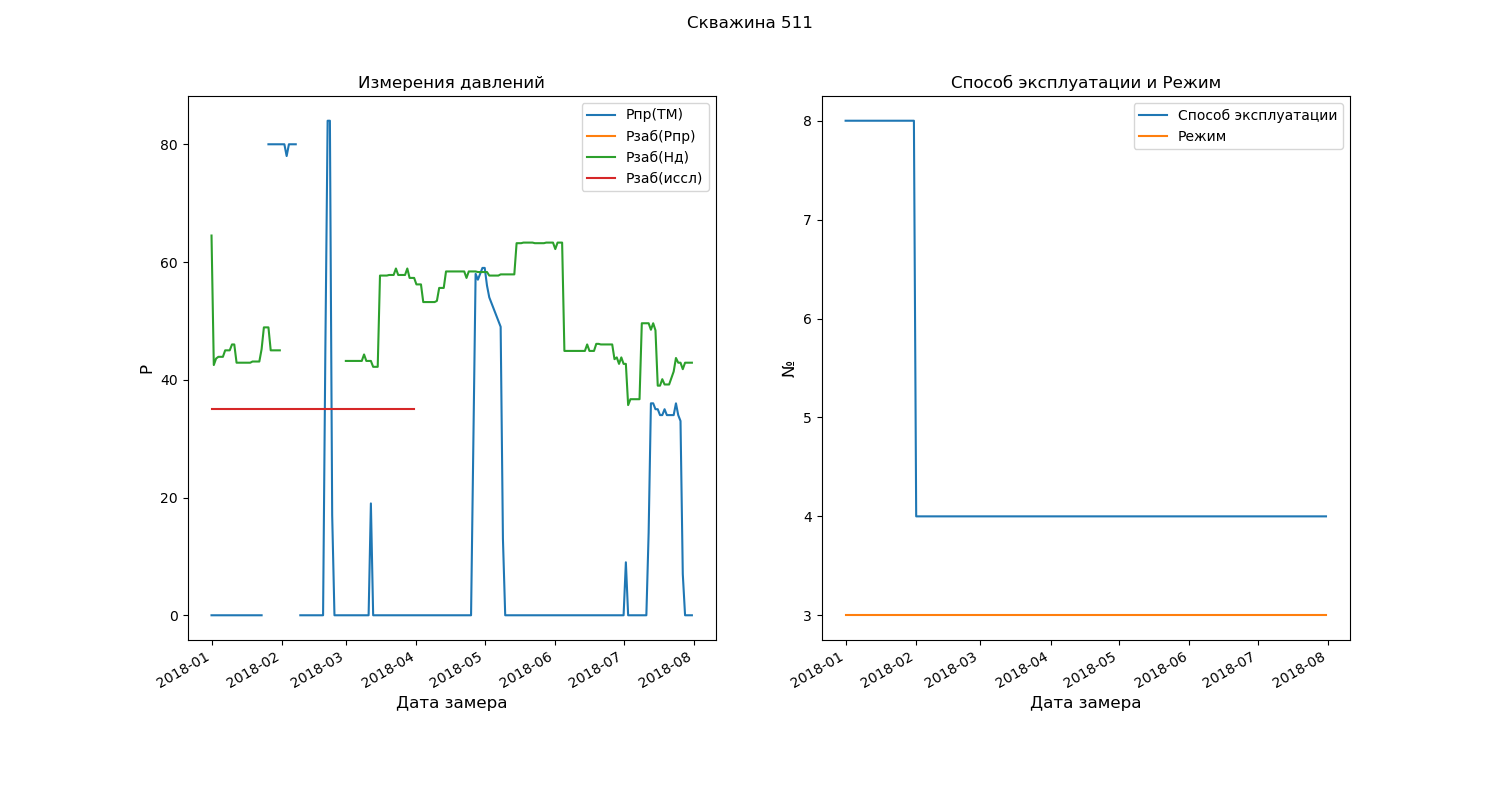 Скважина 511
Измерения давлений
P
80
60
40
20
0
2018-01
2018-02
2018-03
2018-04
2018-05
2018-06
2018-07
2018-08
Дата замера
Рпр(ТМ)
Рзаб(Рпр)
Рзаб(Нд)
Рзаб(иссл)
Способ эксплуатации и Режим
№
8
7
6
5
4
3
2018-01
2018-02
2018-03
2018-04
2018-05
2018-06
2018-07
2018-08
Дата замера
Способ эксплуатации
Режим